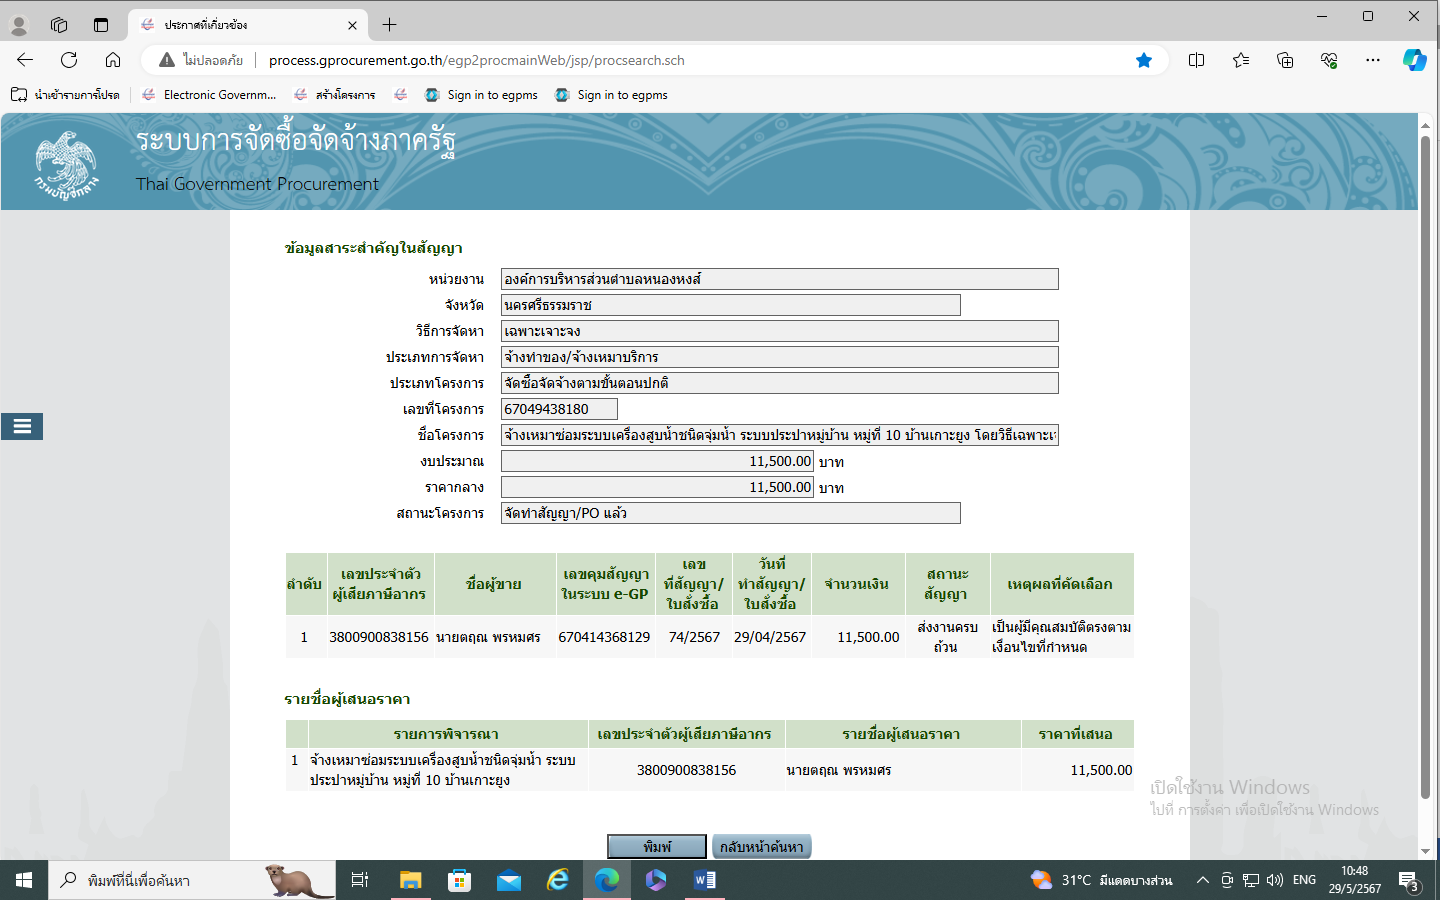 ประกาศที่เกี่ยวข้อง
ไม่ปลอดภัย process.gprocurement.go.th/egp2procmainWeb/jsp/procsearch.sch
นำเข้ารายการโปรด Electronic Governm... สร้างโครงการ Sign in to egpms Sign in to egpms
ระบบการจัดซื้อจัดจ้างภาครัฐ
Thai Government Procurement
กรมบัญชีกลาง
ข้อมูลสาระสำคัญในสัญญา
หน่วยงาน องค์การบริหารส่วนตำบลหนองหงส์
จังหวัด นครศรีธรรมราช
วิธีการจัดหา เฉพาะเจาะจง
ประเภทการจัดหา จ้างทำของ/จ้างเหมาบริการ
ประเภทโครงการ จัดซื้อจัดจ้างตามขั้นตอนปกติ
เลขที่โครงการ 67049438180
ชื่อโครงการ จ้างเหมาซ่อมระบบเครื่องสูบน้ำชนิดจุ่มน้ำ ระบบประปาหมู่บ้าน หมู่ที่ 10 บ้านเกาะยูง โดยวิธีเฉพาะเ
งบประมาณ 11,500.00 บาท
ราคากลาง 11,500.00 บาท
สถานะโครงการ จัดทำสัญญา/PO แล้ว
ลำดับ เลขประจำตัวผู้เสียภาษีอากร ชื่อผู้ขาย เลขคุมสัญญาในระบบ e-GP เลขที่สัญญา/ใบสั่งซื้อ วันที่ทำสัญญา/ใบสั่งซื้อ จำนวนเงิน สถานะสัญญา เหตุผลที่คัดเลือก
1 3800900838156 นายตฤณ พรหมศร 670414368129 74/2567 29/04/2567 11,500.00 ส่งงานครบถ้วน เป็นผู้มีคุณสมบัติตรงตามเงื่อนไขที่กำหนด
รายชื่อผู้เสนอราคา
รายการพิจารณา เลขประจำตัวผู้เสียภาษีอากร รายชื่อผู้เสนอราคา ราคาที่เสนอ
1 จ้างเหมาซ่อมระบบเครื่องสูบน้ำชนิดจุ่มน้ำ ระบบประปาหมู่บ้าน หมู่ที่ 10 บ้านเกาะยูง 3800900838156 นายตฤณ พรหมศร 11,500.00
เปิดใช้งาน Windows
ไปที่ การตั้งค่า เพื่อเปิดใช้งาน Windows
พิมพ์ กลับหน้าค้นหา
พิมพ์ที่นี่เพื่อค้นหา 31°C มีแดดบางส่วน ENG 10:48
29/5/2567 3